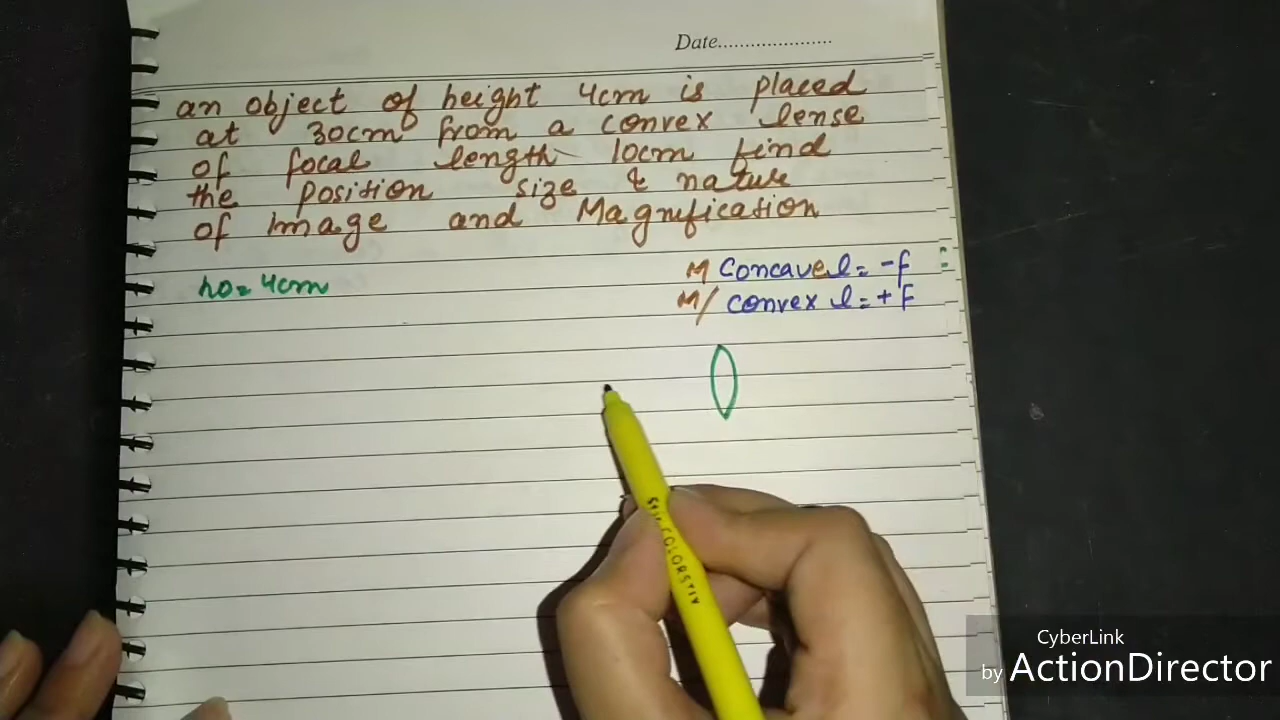 Date.....................
an object of height 4cm is placed
at 30cm from a convex lense
of focal length 10cm find
the position size & nature
of image and Magnification
ho = 4cm
M concave l = -f
M/ convex l = +f
CyberLink
by ActionDirector